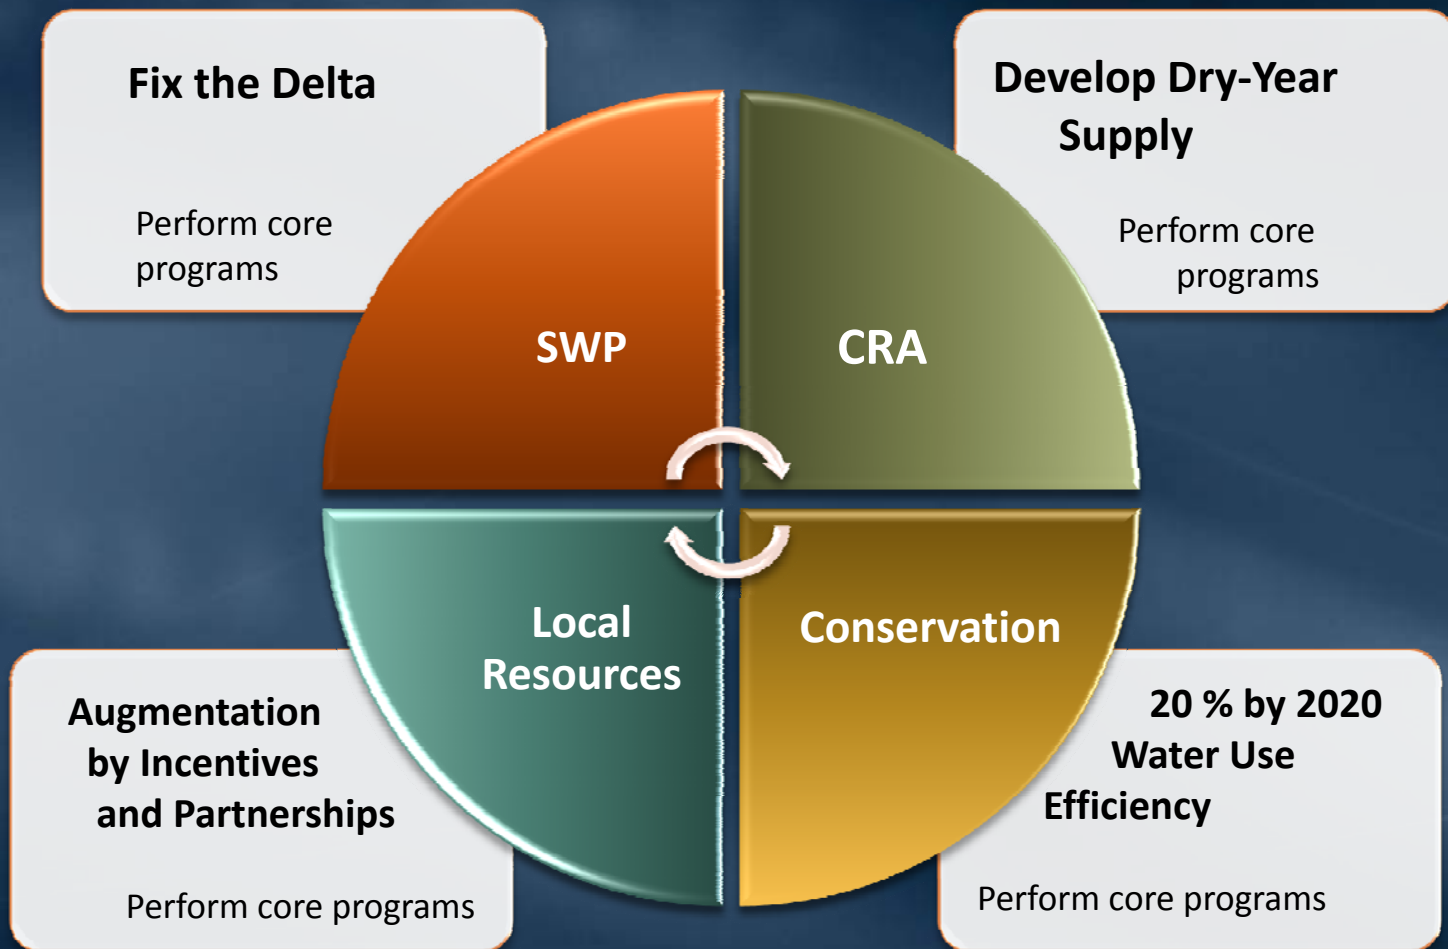 Fix the Delta
Perform core
programs
Develop Dry-Year
Supply
Perform core
programs
SWP
CRA
Local
Resources
Conservation
Augmentation
by Incentives
and Partnerships
Perform core programs
20 % by 2020
Water Use
Efficiency
Perform core programs